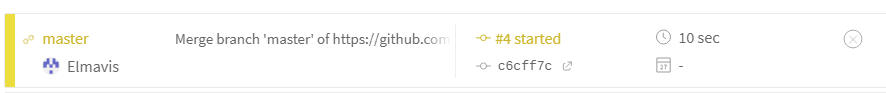 master
Merge branch 'master' of https://github.com
#4 started
10 sec
Elmavis
c6cff7c
-